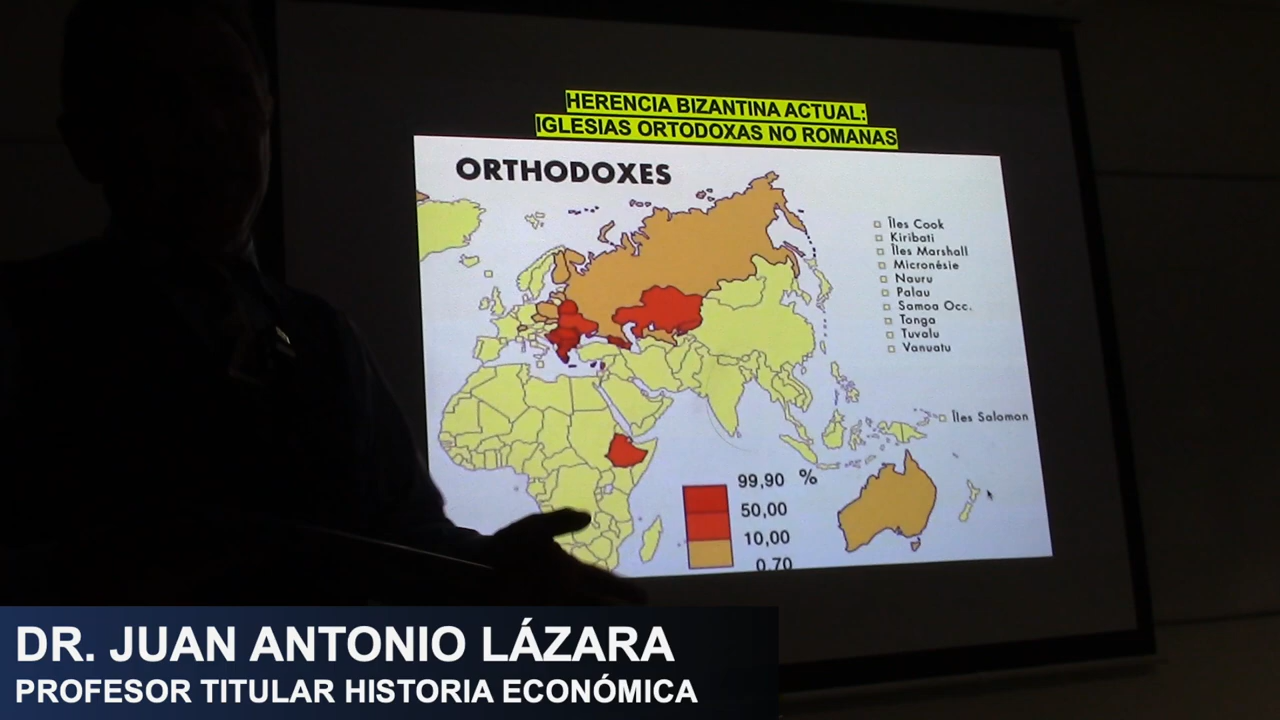 HERENCIA BIZANTINA ACTUAL:
IGLESIAS ORTODOXAS NO ROMANAS
ORTHODOXES
Îles Cook
Kiribati
Îles Marshall
Micronésie
Nauru
Palau
Samoa Occ.
Tonga
Tuvalu
Vanuatu
Îles Salomon
99,90 %
50,00
10,00
0,70
DR. JUAN ANTONIO LÁZARA
PROFESOR TITULAR HISTORIA ECONÓMICA